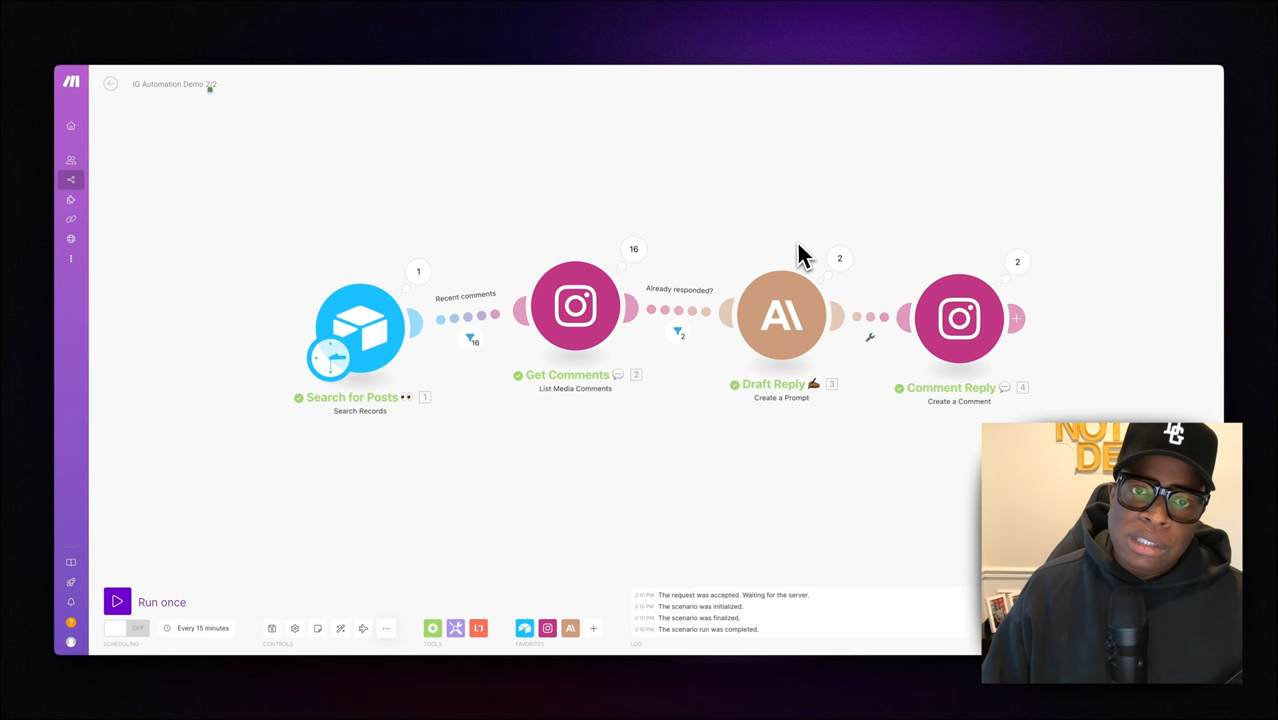 IG Automation Demo 2/2
1
Recent comments
16
16
Already responded?
2
2
2
Search for Posts 1
Search Records
Get Comments 2
List Media Comments
AI
Draft Reply 3
Create a Prompt
Comment Reply 4
Create a Comment
Run once
OFF
Every 15 minutes
SCHEDULING
CONTROLS
TOOLS
FAVORITES
LOG
2:10 PM The request was accepted. Waiting for the server.
2:10 PM The scenario was initialized.
2:10 PM The scenario was finalized.
2:10 PM The scenario run was completed.
NOT
DE